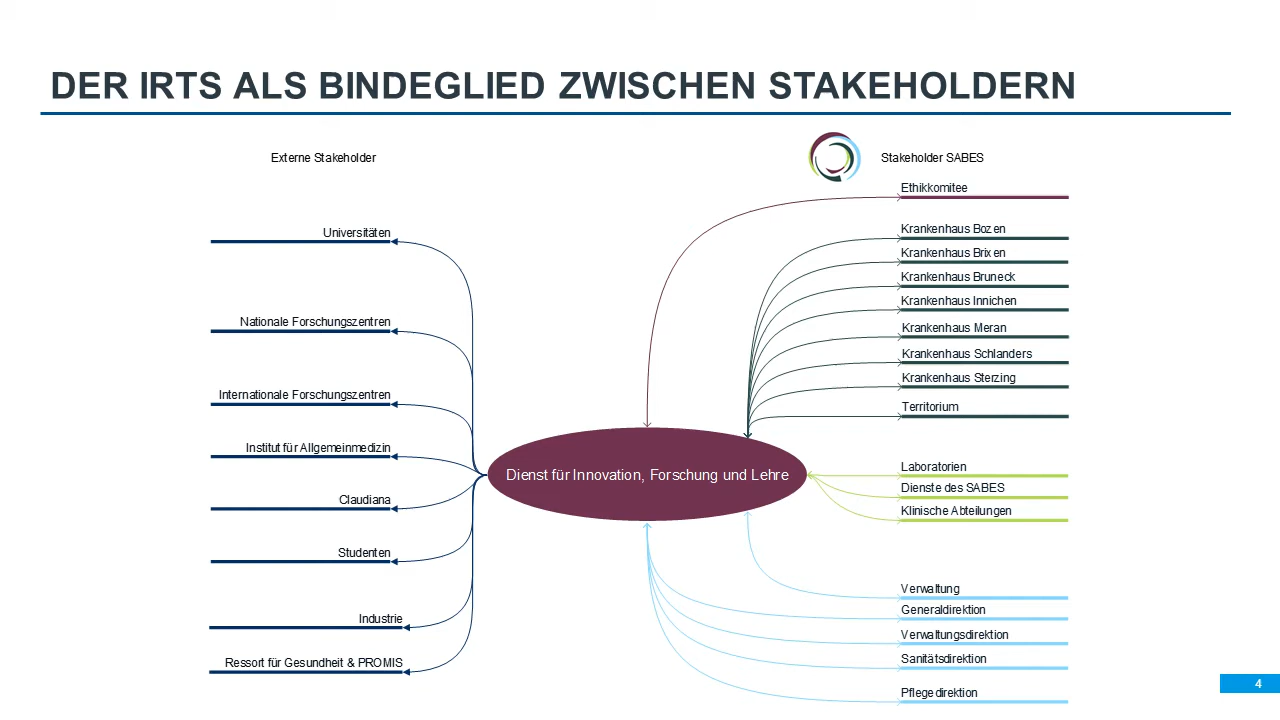 DER IRTS ALS BINDEGLIED ZWISCHEN STAKEHOLDERN
Externe Stakeholder
Universitäten
Nationale Forschungszentren
Internationale Forschungszentren
Institut für Allgemeinmedizin
Claudiana
Studenten
Industrie
Ressort für Gesundheit & PROMIS
Dienst für Innovation, Forschung und Lehre
Stakeholder SABES
Ethikkomitee
Krankenhaus Bozen
Krankenhaus Brixen
Krankenhaus Bruneck
Krankenhaus Innichen
Krankenhaus Meran
Krankenhaus Schlanders
Krankenhaus Sterzing
Territorium
Laboratorien
Dienste des SABES
Klinische Abteilungen
Verwaltung
Generaldirektion
Verwaltungsdirektion
Sanitätsdirektion
Pflegedirektion
4